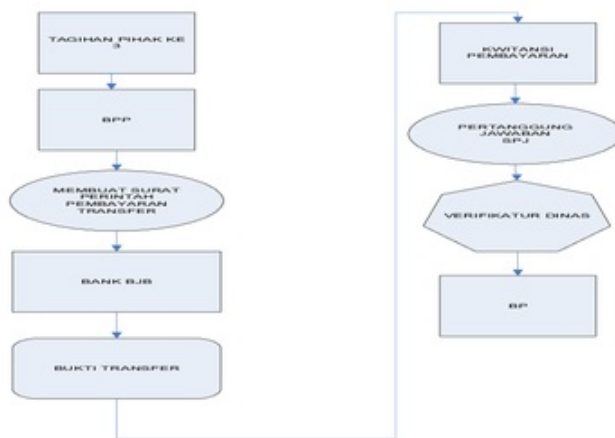 TAGIHAN PIHAK KE
3
BPP
MEMBUAT SURAT
PERINTAH
PEMBAYARAN
TRANSFER
BANK BJB
BUKTI TRANSFER
KWITANSI
PEMBAYARAN
PERTANGGUNG
JAWABAN
SPJ
VERIFIKATUR DINAS
BP